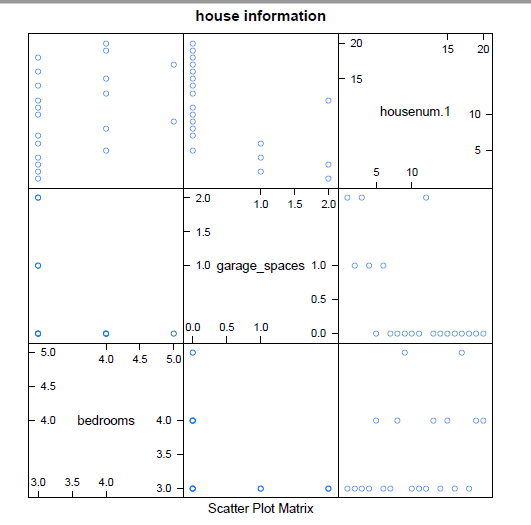 house information
20 15 20
15
housenum.1 10
5
5 10
2.0 1.0 1.5 2.0
1.5
1.0 garage_spaces 1.0
0.5
0.0 0.5 1.0 0.0
5.0 4.0 4.5 5.0
4.5
4.0 bedrooms 4.0
3.5
3.0 3.5 4.0 3.0
Scatter Plot Matrix